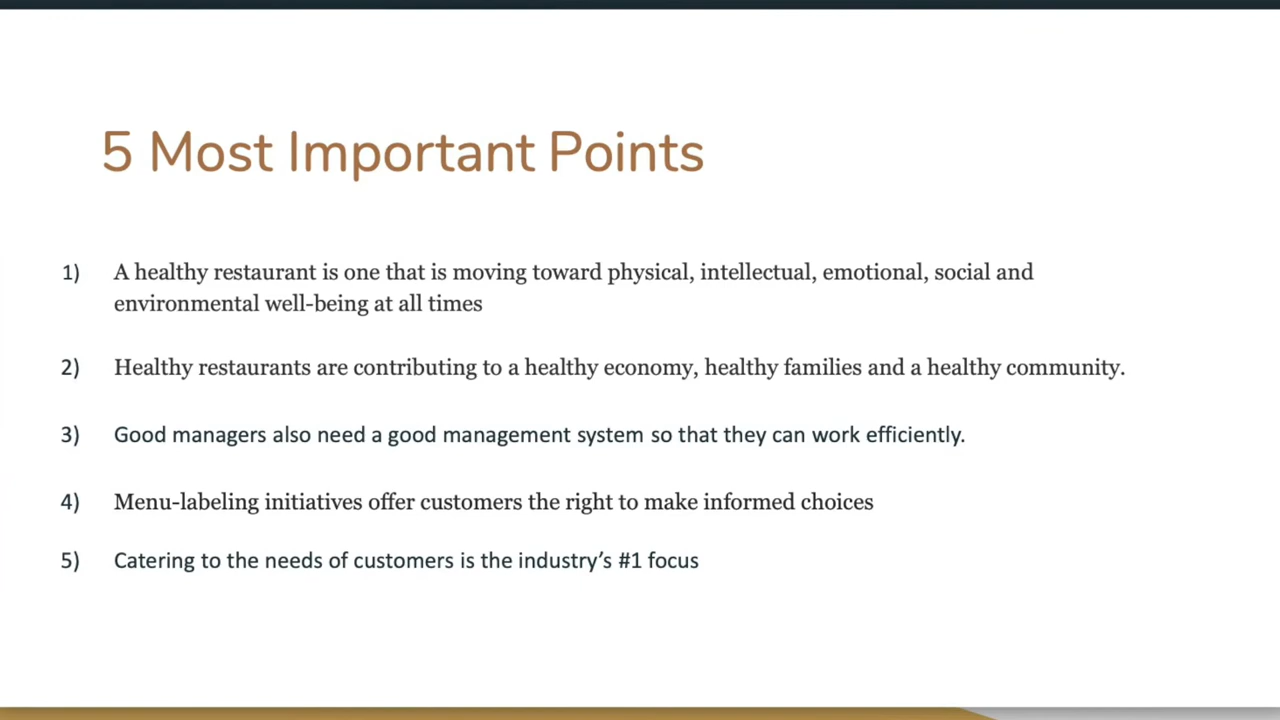 5 Most Important Points
1) A healthy restaurant is one that is moving toward physical, intellectual, emotional, social and
environmental well-being at all times
2) Healthy restaurants are contributing to a healthy economy, healthy families and a healthy community.
3) Good managers also need a good management system so that they can work efficiently.
4) Menu-labeling initiatives offer customers the right to make informed choices
5) Catering to the needs of customers is the industry’s #1 focus